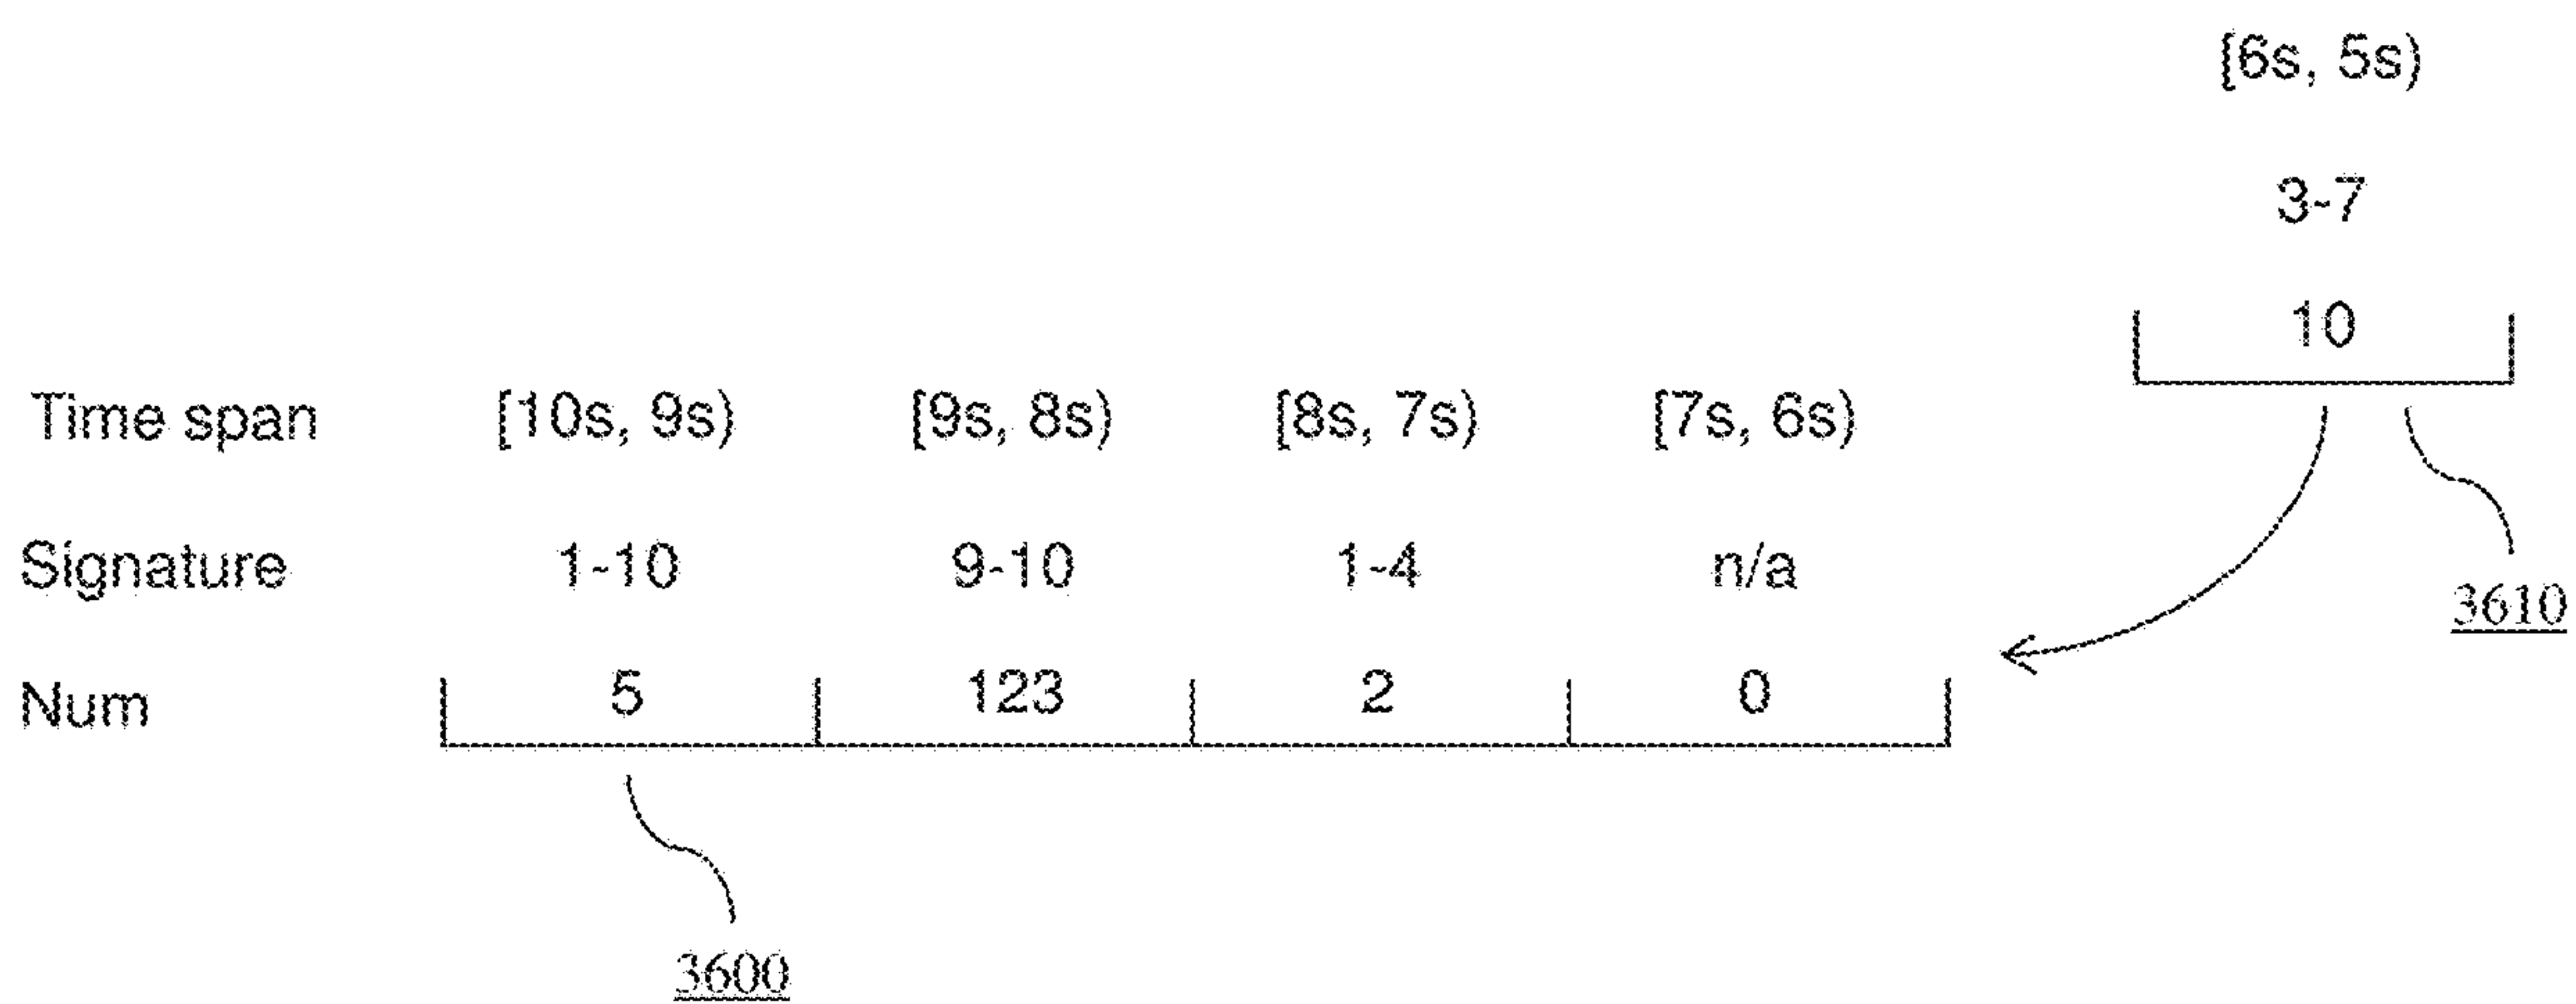 [6s, 5s)
3-7
10
Time span [10s, 9s) [9s, 8s) [8s, 7s) [7s, 6s)
Signature 1-10 9-10 1-4 n/a
3610
Num 5 123 2 0
3600